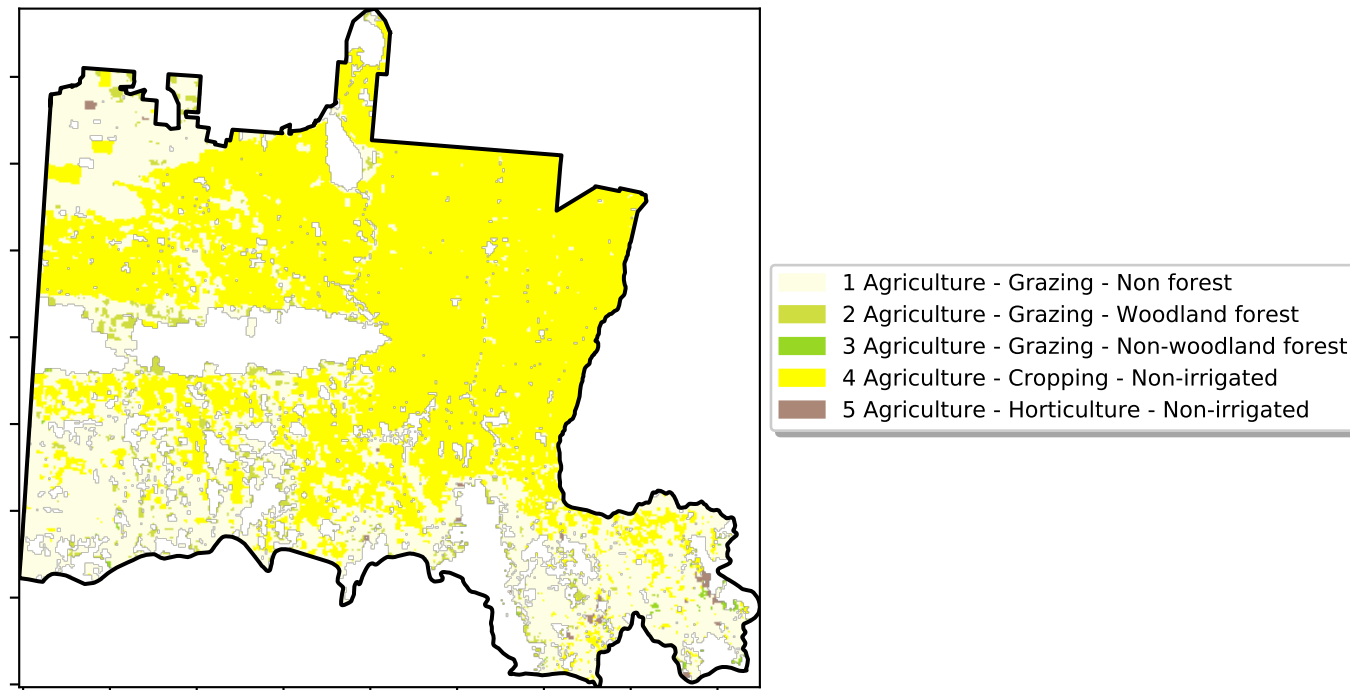 1 Agriculture - Grazing - Non forest
2 Agriculture - Grazing - Woodland forest
3 Agriculture - Grazing - Non-woodland forest
4 Agriculture - Cropping - Non-irrigated
5 Agriculture - Horticulture - Non-irrigated